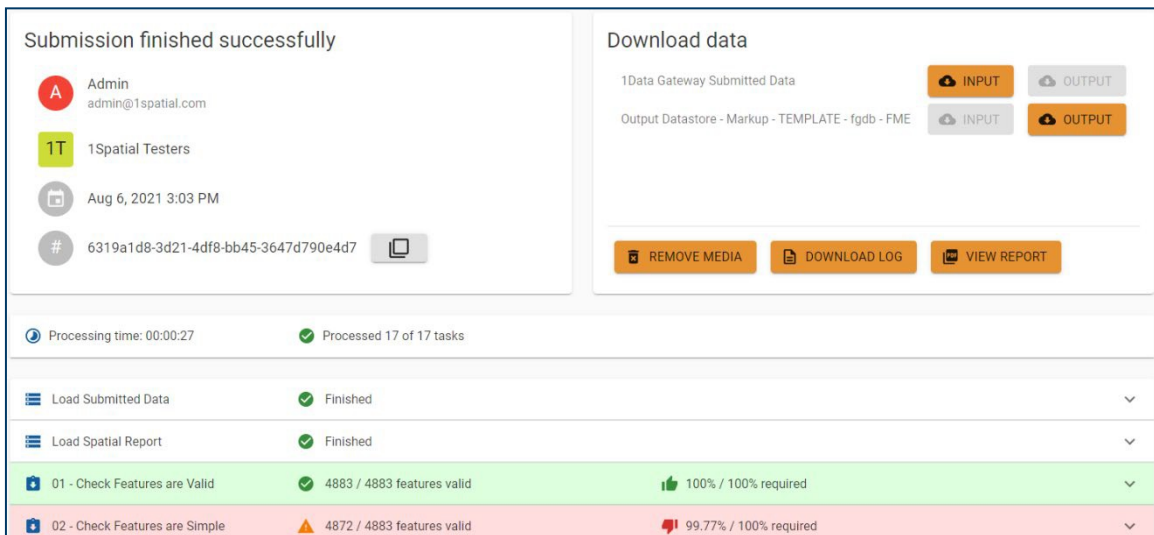 Submission finished successfully
A
Admin
admin@1spatial.com
1T
1Spatial Testers
Aug 6, 2021 3:03 PM
#
6319a1d8-3d21-4df8-bb45-3647d790e4d7
Download data
1Data Gateway Submitted Data
INPUT
OUTPUT
Output Datastore - Markup - TEMPLATE - fgdb - FME
INPUT
OUTPUT
REMOVE MEDIA
DOWNLOAD LOG
PDF
VIEW REPORT
Processing time: 00:00:27
Processed 17 of 17 tasks
Load Submitted Data
Finished
Load Spatial Report
Finished
01 - Check Features are Valid
4883 / 4883 features valid
100% / 100% required
02 - Check Features are Simple
4872 / 4883 features valid
99.77% / 100% required